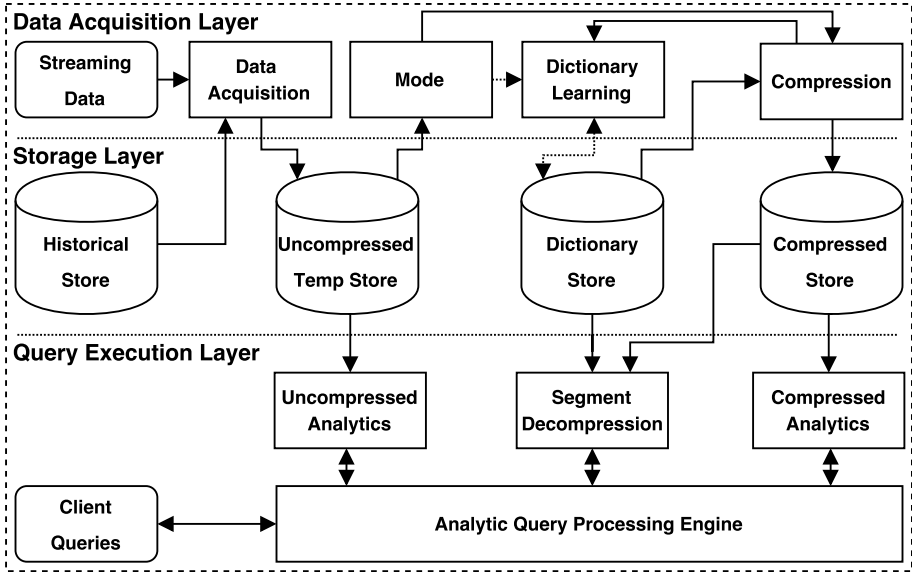 Data Acquisition Layer
Streaming
Data
Data
Acquisition
Mode
Dictionary
Learning
Compression
Storage Layer
Historical
Store
Uncompressed
Temp Store
Dictionary
Store
Compressed
Store
Query Execution Layer
Uncompressed
Analytics
Segment
Decompression
Compressed
Analytics
Client
Queries
Analytic Query Processing Engine